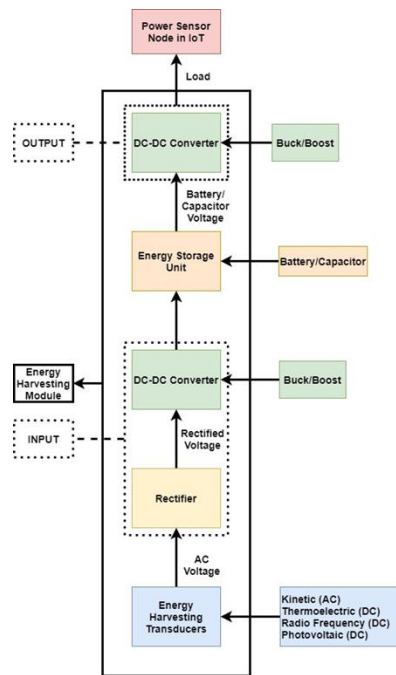 Power Sensor
Node in IoT
Load
OUTPUT
DC-DC Converter
Buck/Boost
Battery/
Capacitor
Voltage
Energy Storage
Unit
Battery/Capacitor
Energy
Harvesting
Module
DC-DC Converter
Buck/Boost
INPUT
Rectified
Voltage
Rectifier
AC
Voltage
Energy
Harvesting
Transducers
Kinetic (AC)
Thermoelectric (DC)
Radio Frequency (DC)
Photovoltaic (DC)